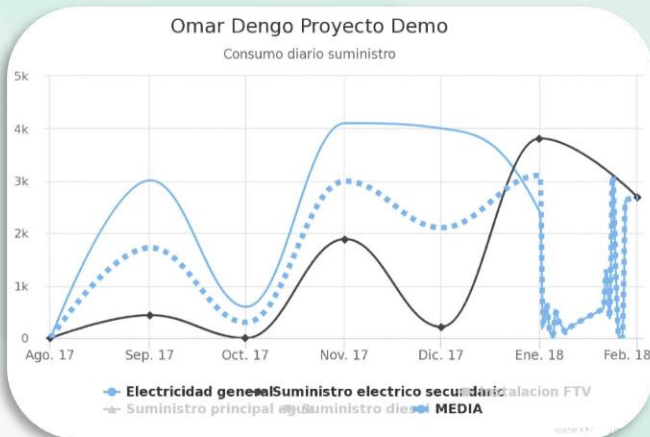 Omar Dengo Proyecto Demo
Consumo diario suministro
5k
4k
3k
2k
1k
0
Ago. 17 Sep. 17 Oct. 17 Nov. 17 Dic. 17 Ene. 18 Feb. 18
Electricidad general Suministro electrico secundario Instalacion FTV
Suministro principal agua Suministro diesel MEDIA